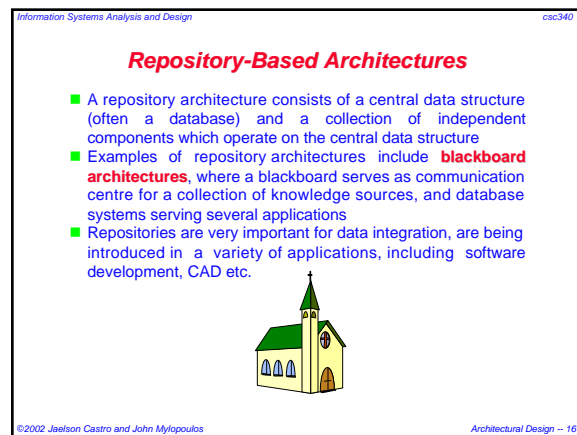 Information Systems Analysis and Design csc340
Repository-Based Architectures
A repository architecture consists of a central data structure
(often a database) and a collection of independent
components which operate on the central data structure
Examples of repository architectures include blackboard
architectures, where a blackboard serves as communication
centre for a collection of knowledge sources, and database
systems serving several applications
Repositories are very important for data integration, are being
introduced in a variety of applications, including software
development, CAD etc.
©2002 Jaelson Castro and John Mylopoulos Architectural Design -- 16